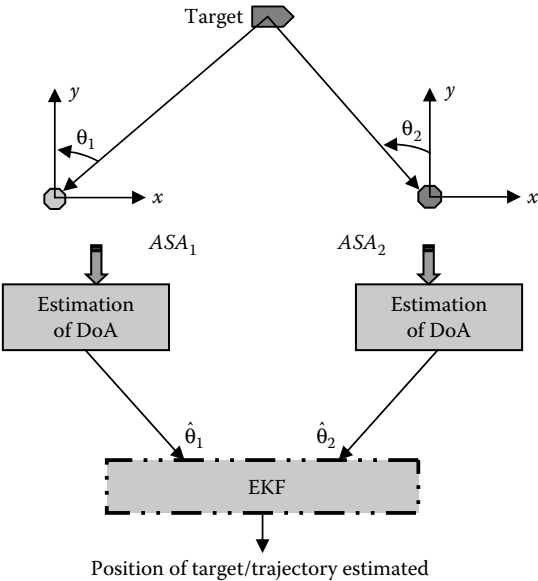 Target
y
y
θ1
θ2
x
x
ASA1
ASA2
Estimation
of DoA
Estimation
of DoA
θ̂1
θ̂2
EKF
Position of target/trajectory estimated